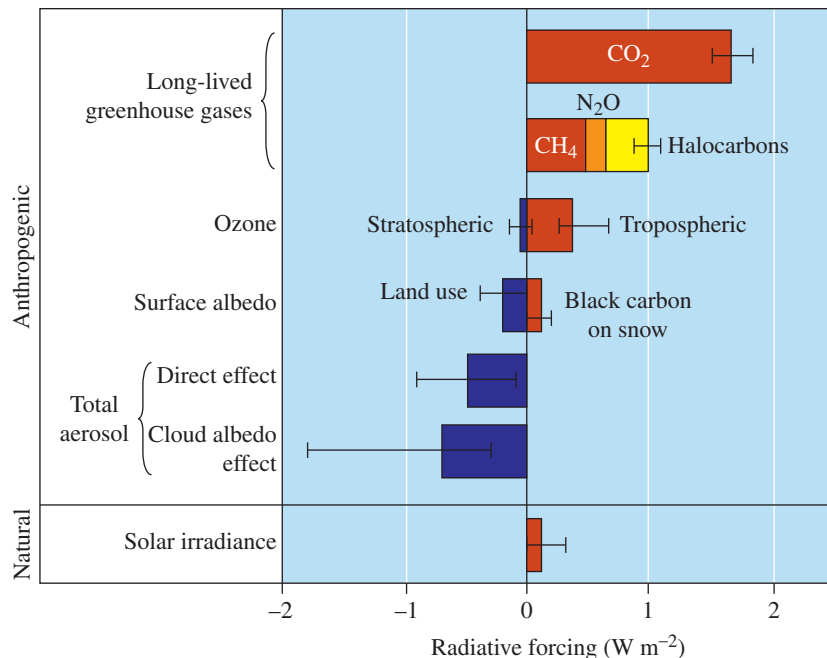 Anthropogenic
Natural
Long-lived
greenhouse gases
CO₂
N₂O
CH₄
Halocarbons
Ozone
Stratospheric
Tropospheric
Surface albedo
Land use
Black carbon
on snow
Total
aerosol
Direct effect
Cloud albedo
effect
Solar irradiance
–2
–1
0
1
2
Radiative forcing (W m⁻²)